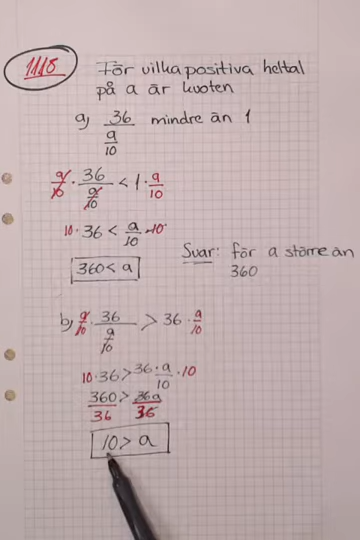 1118 För vilka positiva heltal
på a är kvoten
a) 36/(a/10) mindre än 1
a/10 · 36/(a/10) < 1 · a/10
10 · 36 < a/10 · 10
360 < a
Svar: för a större än
360
b) a/10 · 36/(a/10) > 36 · a/10
10 · 36 > 36 · a/10 · 10
360/36 > 36a/36
10 > a